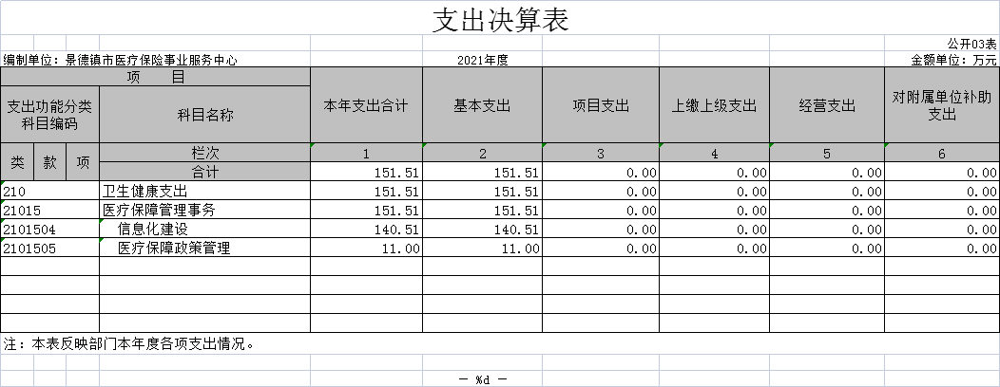 支出决算表
公开03表
编制单位：景德镇市医疗保险事业服务中心 2021年度 金额单位：万元
项 目 本年支出合计 基本支出 项目支出 上缴上级支出 经营支出 对附属单位补助支出
支出功能分类科目编码 科目名称
类 款 项 栏次 1 2 3 4 5 6
合计 151.51 151.51 0.00 0.00 0.00 0.00
210 卫生健康支出 151.51 151.51 0.00 0.00 0.00 0.00
21015 医疗保障管理事务 151.51 151.51 0.00 0.00 0.00 0.00
2101504 信息化建设 140.51 140.51 0.00 0.00 0.00 0.00
2101505 医疗保障政策管理 11.00 11.00 0.00 0.00 0.00 0.00
注：本表反映部门本年度各项支出情况。
— %d —